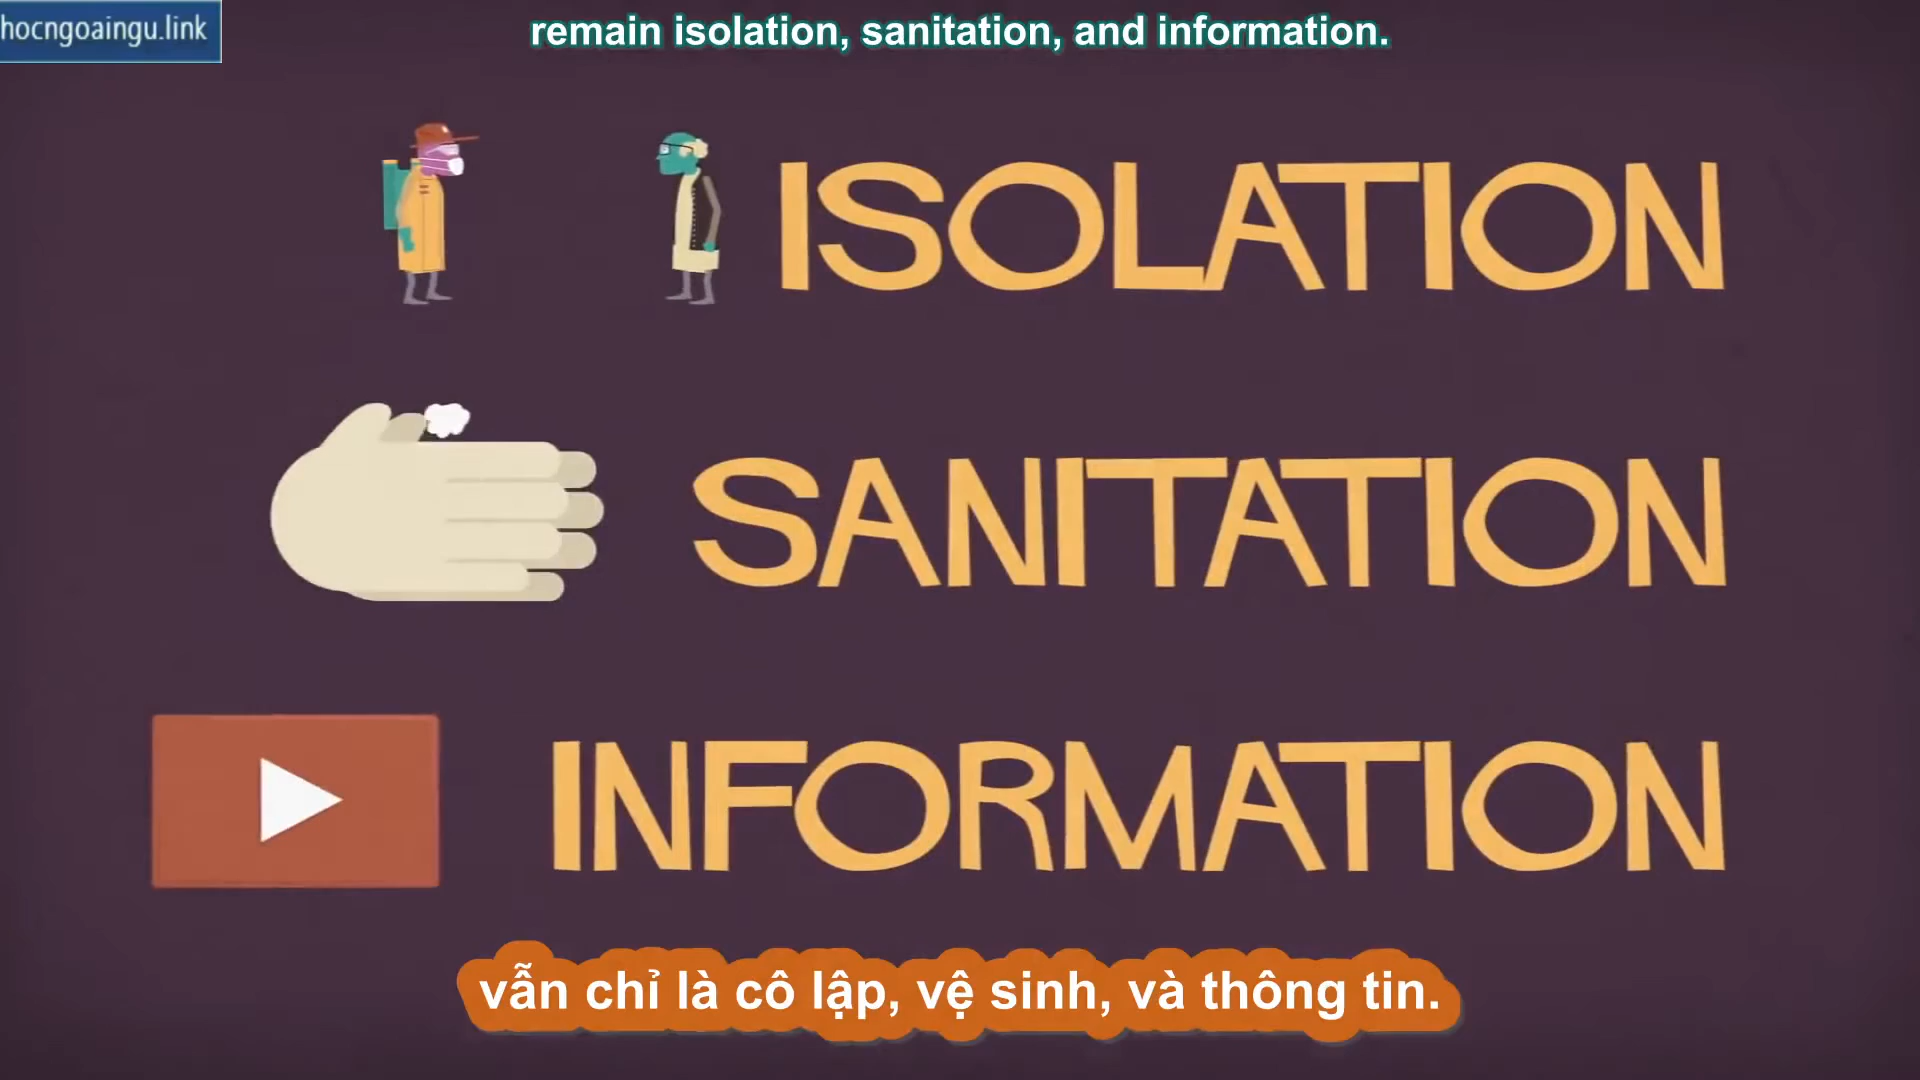 hocngoaingu.link
remain isolation, sanitation, and information.
ISOLATION
SANITATION
INFORMATION
vẫn chỉ là cô lập, vệ sinh, và thông tin.